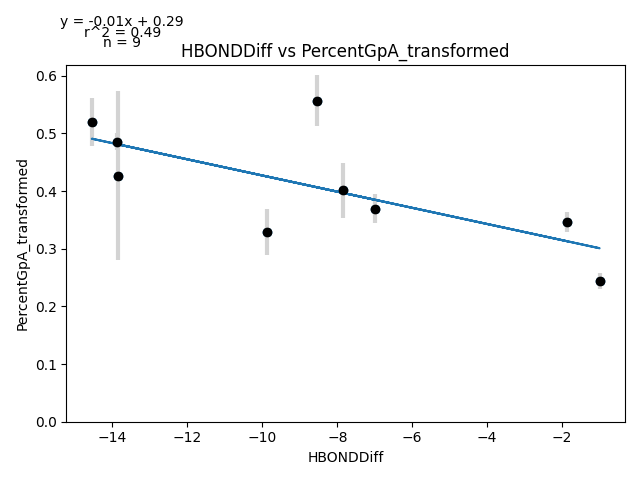 y = -0.01x + 0.29
r^2 = 0.49
n = 9
HBONDDiff vs PercentGpA_transformed
PercentGpA_transformed
0.6
0.5
0.4
0.3
0.2
0.1
0.0
−14 −12 −10 −8 −6 −4 −2
HBONDDiff